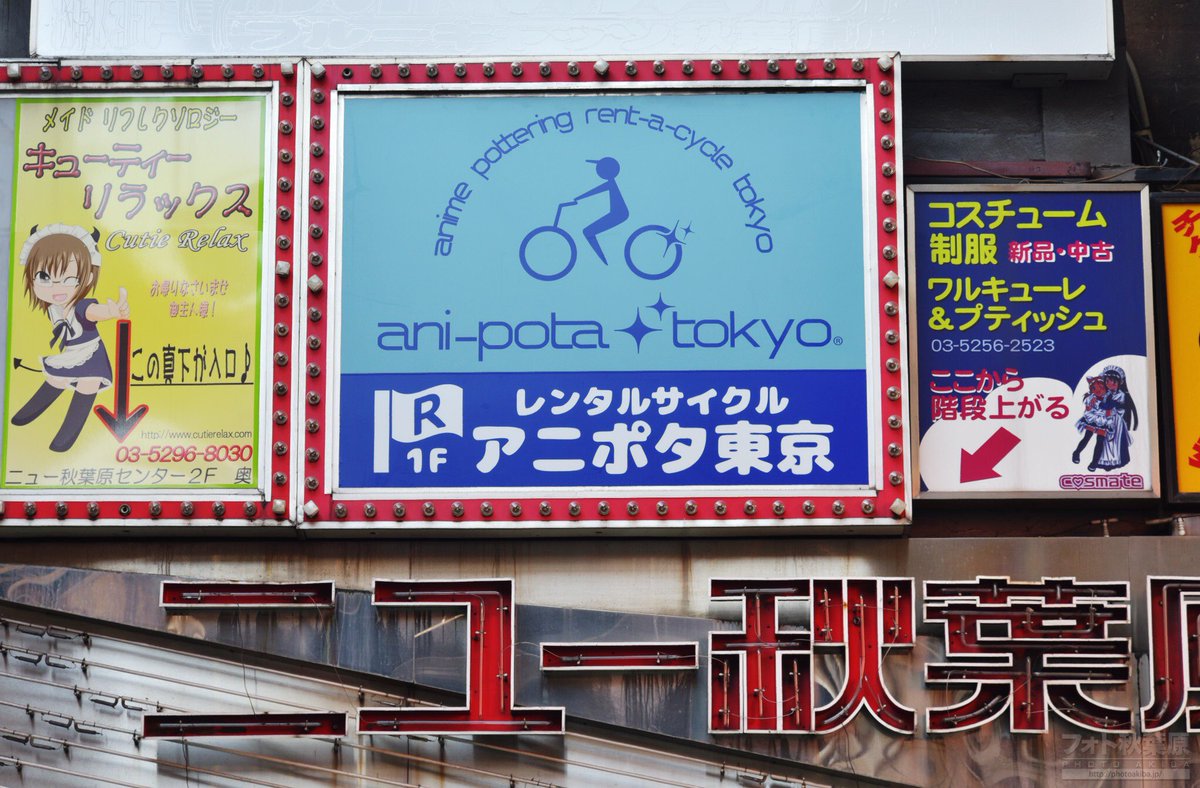 メイド リフレクソロジー
キューティー
リラックス
Cutie Relax
お帰りなさいませ
御主人様!
この真下が入口♪
http://www.cutierelax.com
03-5296-8030
ニュー秋葉原センター2F 奥
anime pottering rent-a-cycle tokyo
ani-pota tokyo®
R
1F
レンタルサイクル
アニポタ東京
コスチューム
制服 新品・中古
ワルキューレ
&プティッシュ
03-5256-2523
ここから
階段上がる
cosmate
ニュー秋葉原
フォト秋葉原
PHOTO AKIBA
http://photoakiba.jp/